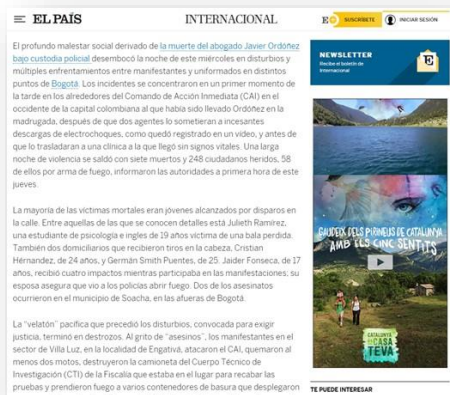 EL PAÍS
INTERNACIONAL
SUSCRÍBETE
INICIAR SESIÓN
El profundo malestar social derivado de la muerte del abogado Javier Ordóñez
bajo custodia policial desembocó la noche de este miércoles en disturbios y
múltiples enfrentamientos entre manifestantes y uniformados en distintos
puntos de Bogotá. Los incidentes se concentraron en un primer momento de
la tarde en los alrededores del Comando de Acción Inmediata (CAI) en el
occidente de la capital colombiana al que había sido llevado Ordóñez en la
madrugada, después de que dos agentes lo sometieran a incesantes
descargas de electrochoques, como quedó registrado en un video, y antes de
que lo trasladaran a una clínica a la que llegó sin signos vitales. Una larga
noche de violencia se saldó con siete muertos y 248 ciudadanos heridos, 58
de ellos por arma de fuego, informaron las autoridades a primera hora de este
jueves.
La mayoría de las víctimas mortales eran jóvenes alcanzados por disparos en
la calle. Entre aquellas de las que se conocen detalles está Julieth Ramírez,
una estudiante de psicología e ingles de 19 años víctima de una bala perdida.
También dos domiciliarios que recibieron tiros en la cabeza, Cristian
Hérnandez, de 24 años, y Germán Smith Puentes, de 25. Jaider Fonseca, de 17
años, recibió cuatro impactos mientras participaba en las manifestaciones; su
esposa asegura que vio a los policías abrir fuego. Dos de los asesinatos
ocurrieron en el municipio de Soacha, en las afueras de Bogotá.
La "velatón" pacífica que precedió los disturbios, convocada para exigir
justicia, terminó en destrozos. Al grito de "asesinos", los manifestantes en el
sector de Villa Luz, en la localidad de Engativá, atacaron el CAI, quemaron al
menos dos motos, destruyeron la camioneta del Cuerpo Técnico de
Investigación (CTI) de la Fiscalía que estaba en el lugar para recabar las
pruebas y prendieron fuego a varios contenedores de basura que desplegaron
NEWSLETTER
Recibe el boletín de
Internacional
E
GAUDEIX DELS PIRINEUS DE CATALUNYA
AMB ELS CINC SENTITS
CATALUNYA
ÉS CASA
TEVA
TE PUEDE INTERESAR